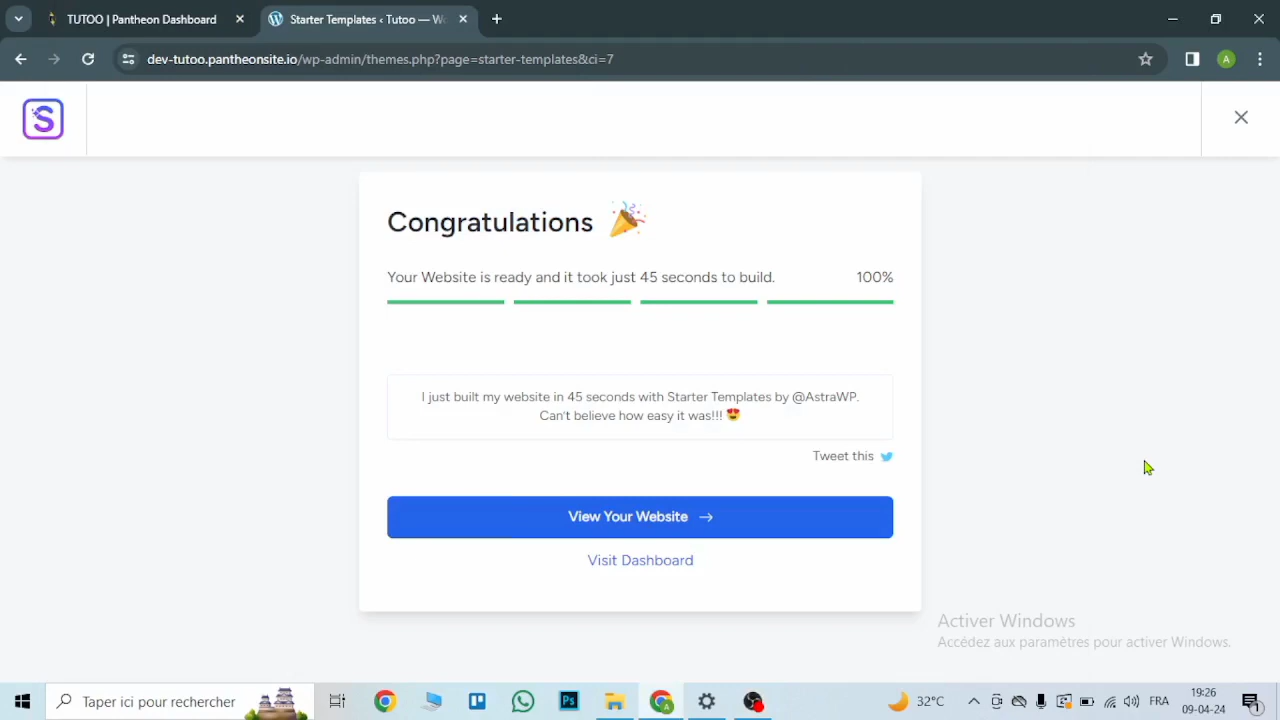 TUTOO | Pantheon Dashboard
Starter Templates ‹ Tutoo — W
dev-tutoo.pantheonsite.io/wp-admin/themes.php?page=starter-templates&ci=7
A
S
Congratulations
Your Website is ready and it took just 45 seconds to build. 100%
I just built my website in 45 seconds with Starter Templates by @AstraWP.
Can't believe how easy it was!!! 😍
Tweet this
View Your Website →
Visit Dashboard
Activer Windows
Accédez aux paramètres pour activer Windows.
Taper ici pour rechercher
Ps
A
32°C
FRA
19:26
09-04-24
1